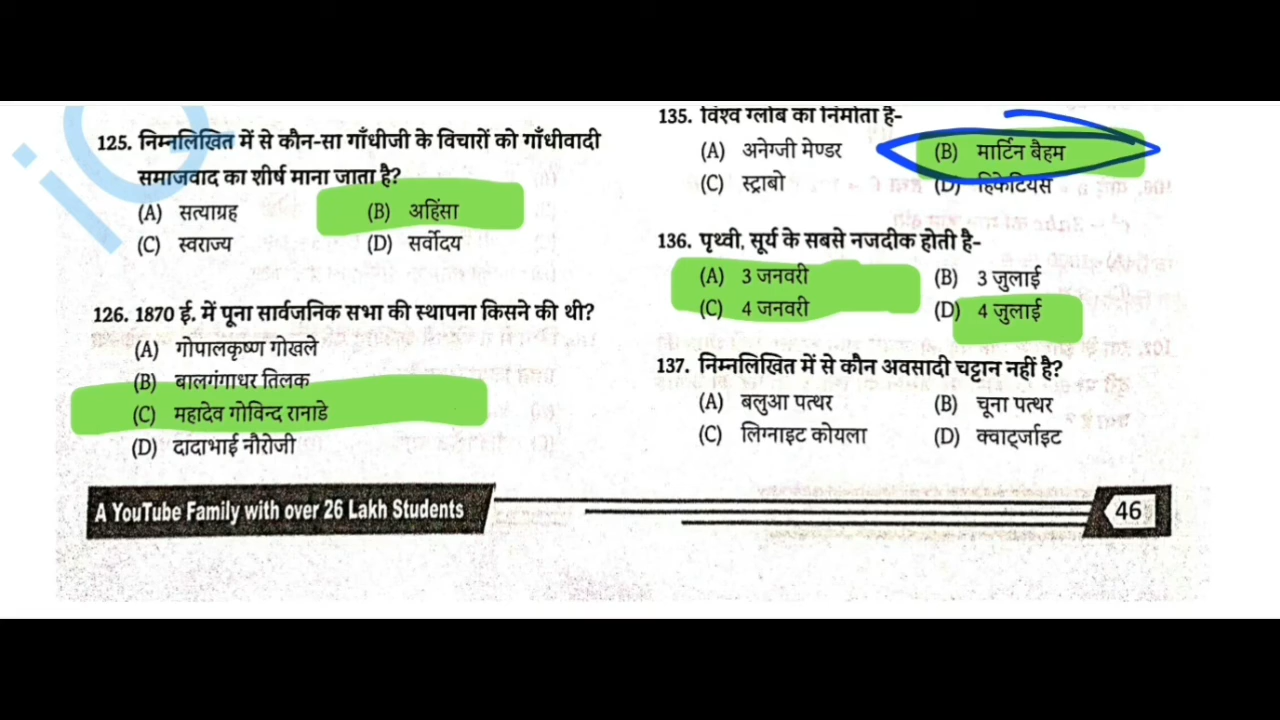 iQ
125. निम्नलिखित में से कौन-सा गाँधीजी के विचारों को गाँधीवादी
समाजवाद का शीर्ष माना जाता है?
(A) सत्याग्रह (B) अहिंसा
(C) स्वराज्य (D) सर्वोदय
126. 1870 ई. में पूना सार्वजनिक सभा की स्थापना किसने की थी?
(A) गोपालकृष्ण गोखले
(B) बालगंगाधर तिलक
(C) महादेव गोविन्द रानाडे
(D) दादाभाई नौरोजी
135. विश्व ग्लोब का निर्माता है-
(A) अनेग्जी मेण्डर (B) मार्टिन बैहम
(C) स्ट्राबो (D) हिकेटियस
136. पृथ्वी, सूर्य के सबसे नजदीक होती है-
(A) 3 जनवरी (B) 3 जुलाई
(C) 4 जनवरी (D) 4 जुलाई
137. निम्नलिखित में से कौन अवसादी चट्टान नहीं है?
(A) बलुआ पत्थर (B) चूना पत्थर
(C) लिग्नाइट कोयला (D) क्वार्ट्जाइट
A YouTube Family with over 26 Lakh Students
46